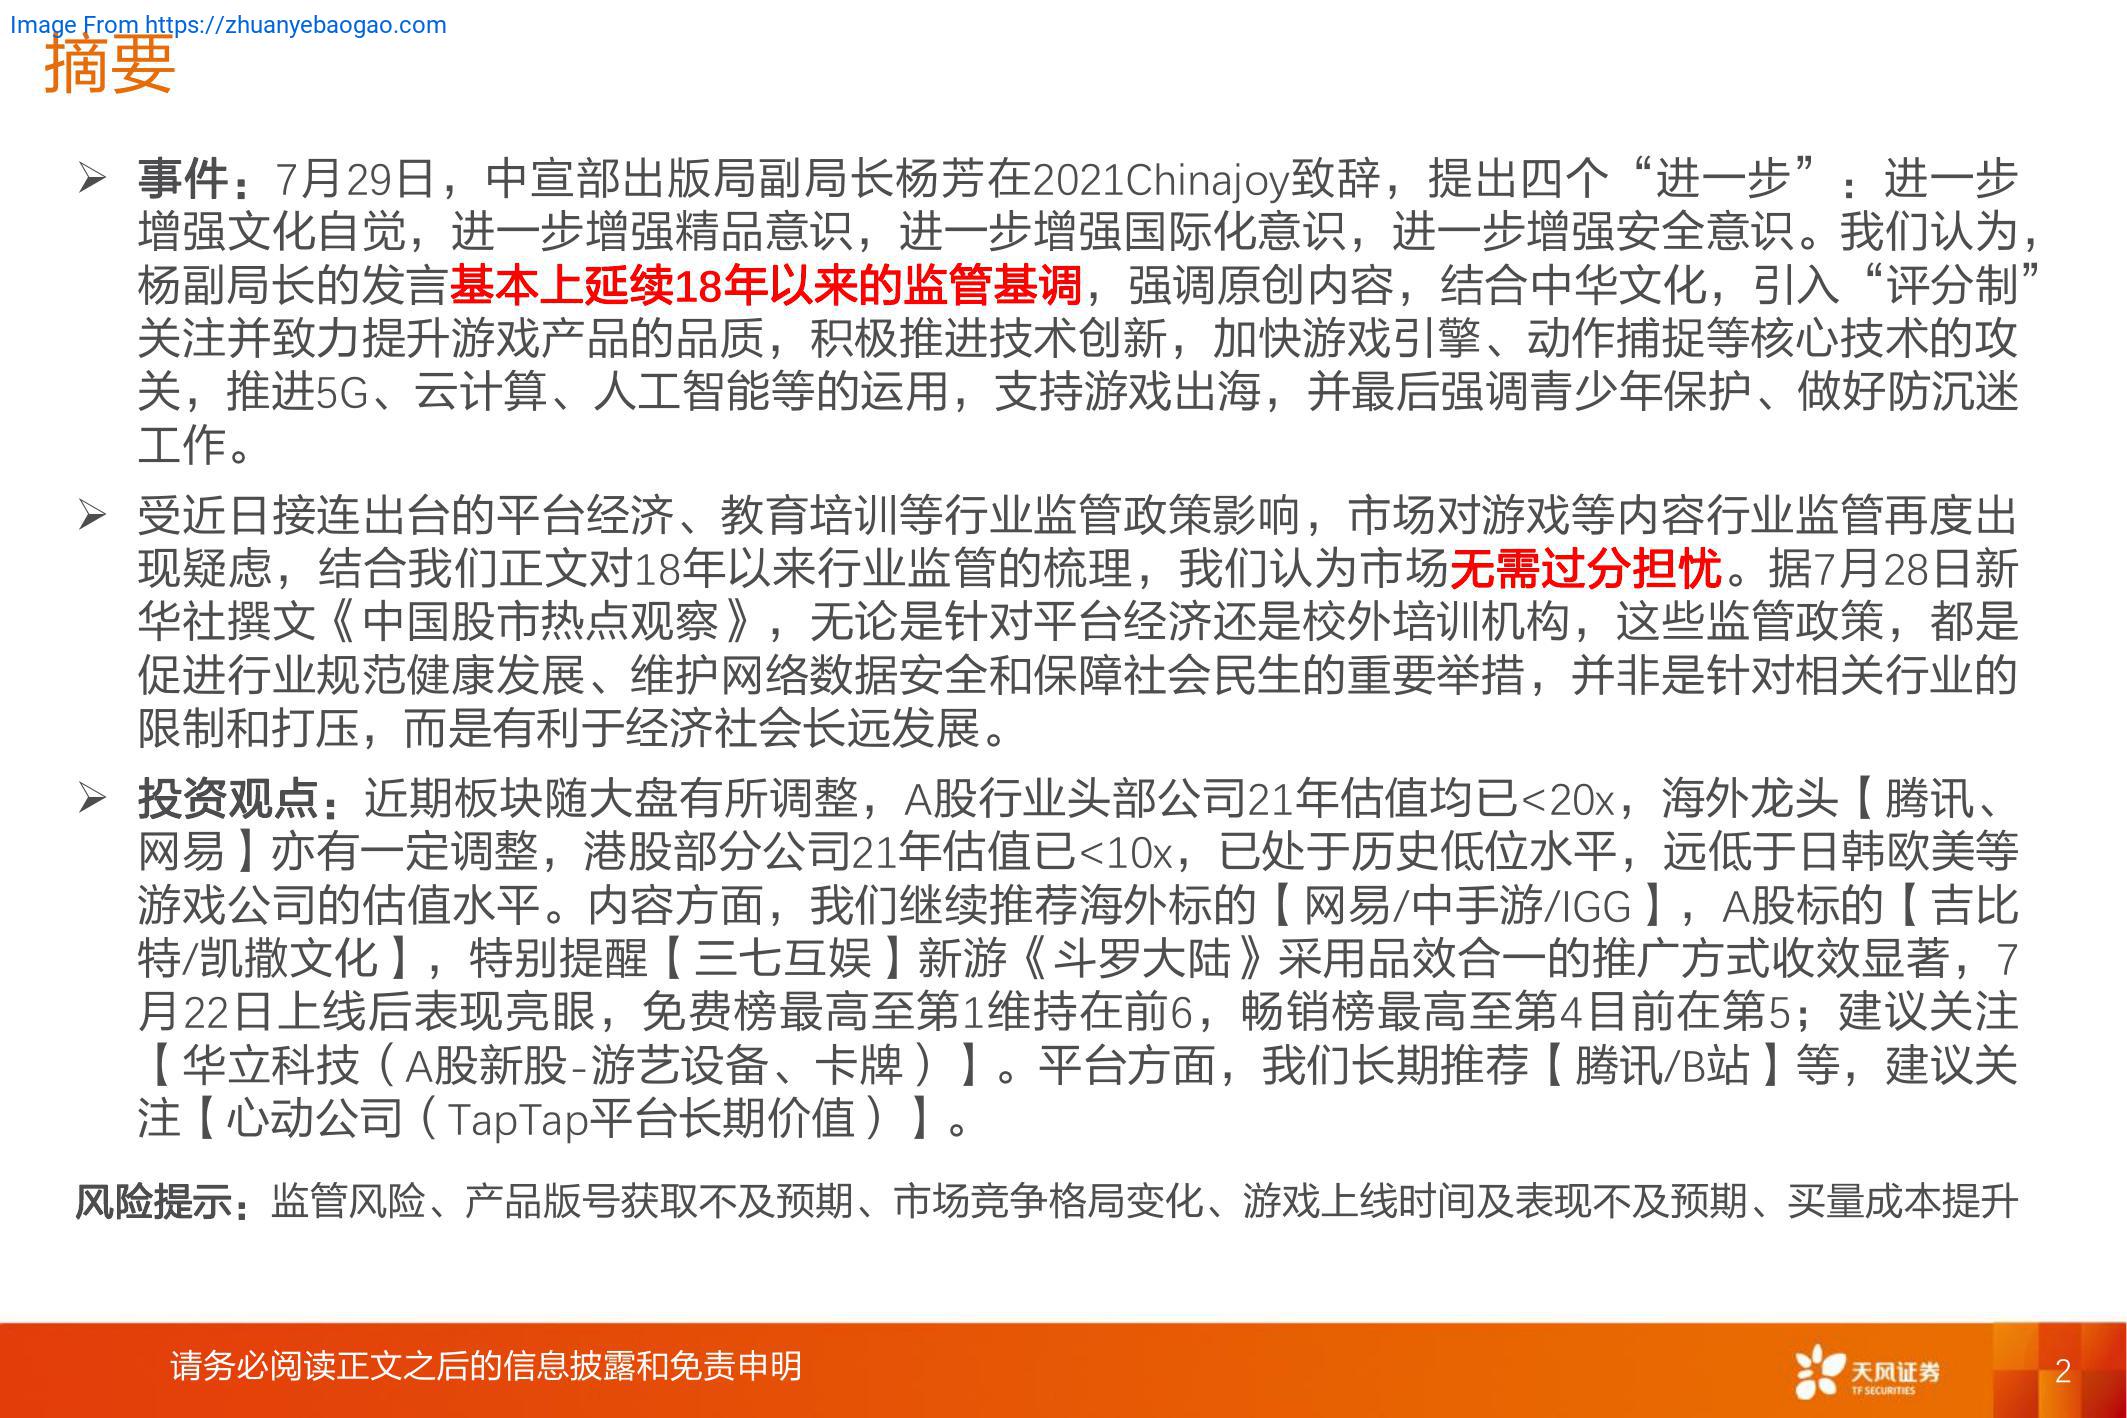 Image From https://zhuanyebaogao.com
摘要
➢ 事件：7月29日，中宣部出版局副局长杨芳在2021Chinajoy致辞，提出四个“进一步”：进一步
增强文化自觉，进一步增强精品意识，进一步增强国际化意识，进一步增强安全意识。我们认为，
杨副局长的发言基本上延续18年以来的监管基调，强调原创内容，结合中华文化，引入“评分制”
关注并致力提升游戏产品的品质，积极推进技术创新，加快游戏引擎、动作捕捉等核心技术的攻
关，推进5G、云计算、人工智能等的运用，支持游戏出海，并最后强调青少年保护、做好防沉迷
工作。
➢ 受近日接连出台的平台经济、教育培训等行业监管政策影响，市场对游戏等内容行业监管再度出
现疑虑，结合我们正文对18年以来行业监管的梳理，我们认为市场无需过分担忧。据7月28日新
华社撰文《中国股市热点观察》，无论是针对平台经济还是校外培训机构，这些监管政策，都是
促进行业规范健康发展、维护网络数据安全和保障社会民生的重要举措，并非是针对相关行业的
限制和打压，而是有利于经济社会长远发展。
➢ 投资观点：近期板块随大盘有所调整，A股行业头部公司21年估值均已<20x，海外龙头【腾讯、
网易】亦有一定调整，港股部分公司21年估值已<10x，已处于历史低位水平，远低于日韩欧美等
游戏公司的估值水平。内容方面，我们继续推荐海外标的【网易/中手游/IGG】，A股标的【吉比
特/凯撒文化】，特别提醒【三七互娱】新游《斗罗大陆》采用品效合一的推广方式收效显著，7
月22日上线后表现亮眼，免费榜最高至第1维持在前6，畅销榜最高至第4目前在第5；建议关注
【华立科技（A股新股-游艺设备、卡牌）】。平台方面，我们长期推荐【腾讯/B站】等，建议关
注【心动公司（TapTap平台长期价值）】。
风险提示：监管风险、产品版号获取不及预期、市场竞争格局变化、游戏上线时间及表现不及预期、买量成本提升
请务必阅读正文之后的信息披露和免责申明
天风证券
TF SECURITIES
2